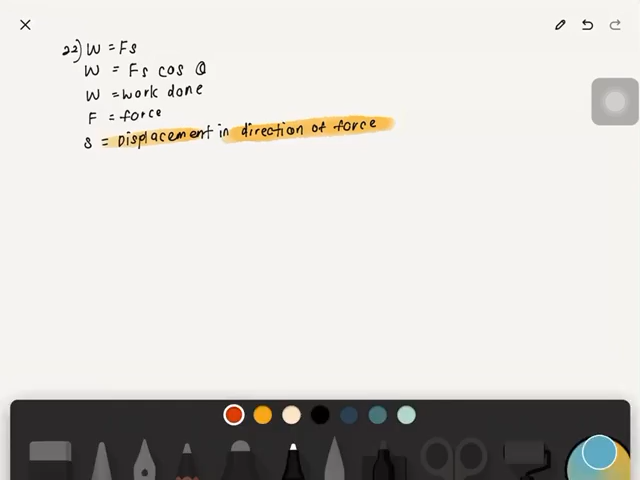 22) W = Fs
W = Fs cos θ
W = work done
F = force
s = Displacement in direction of force